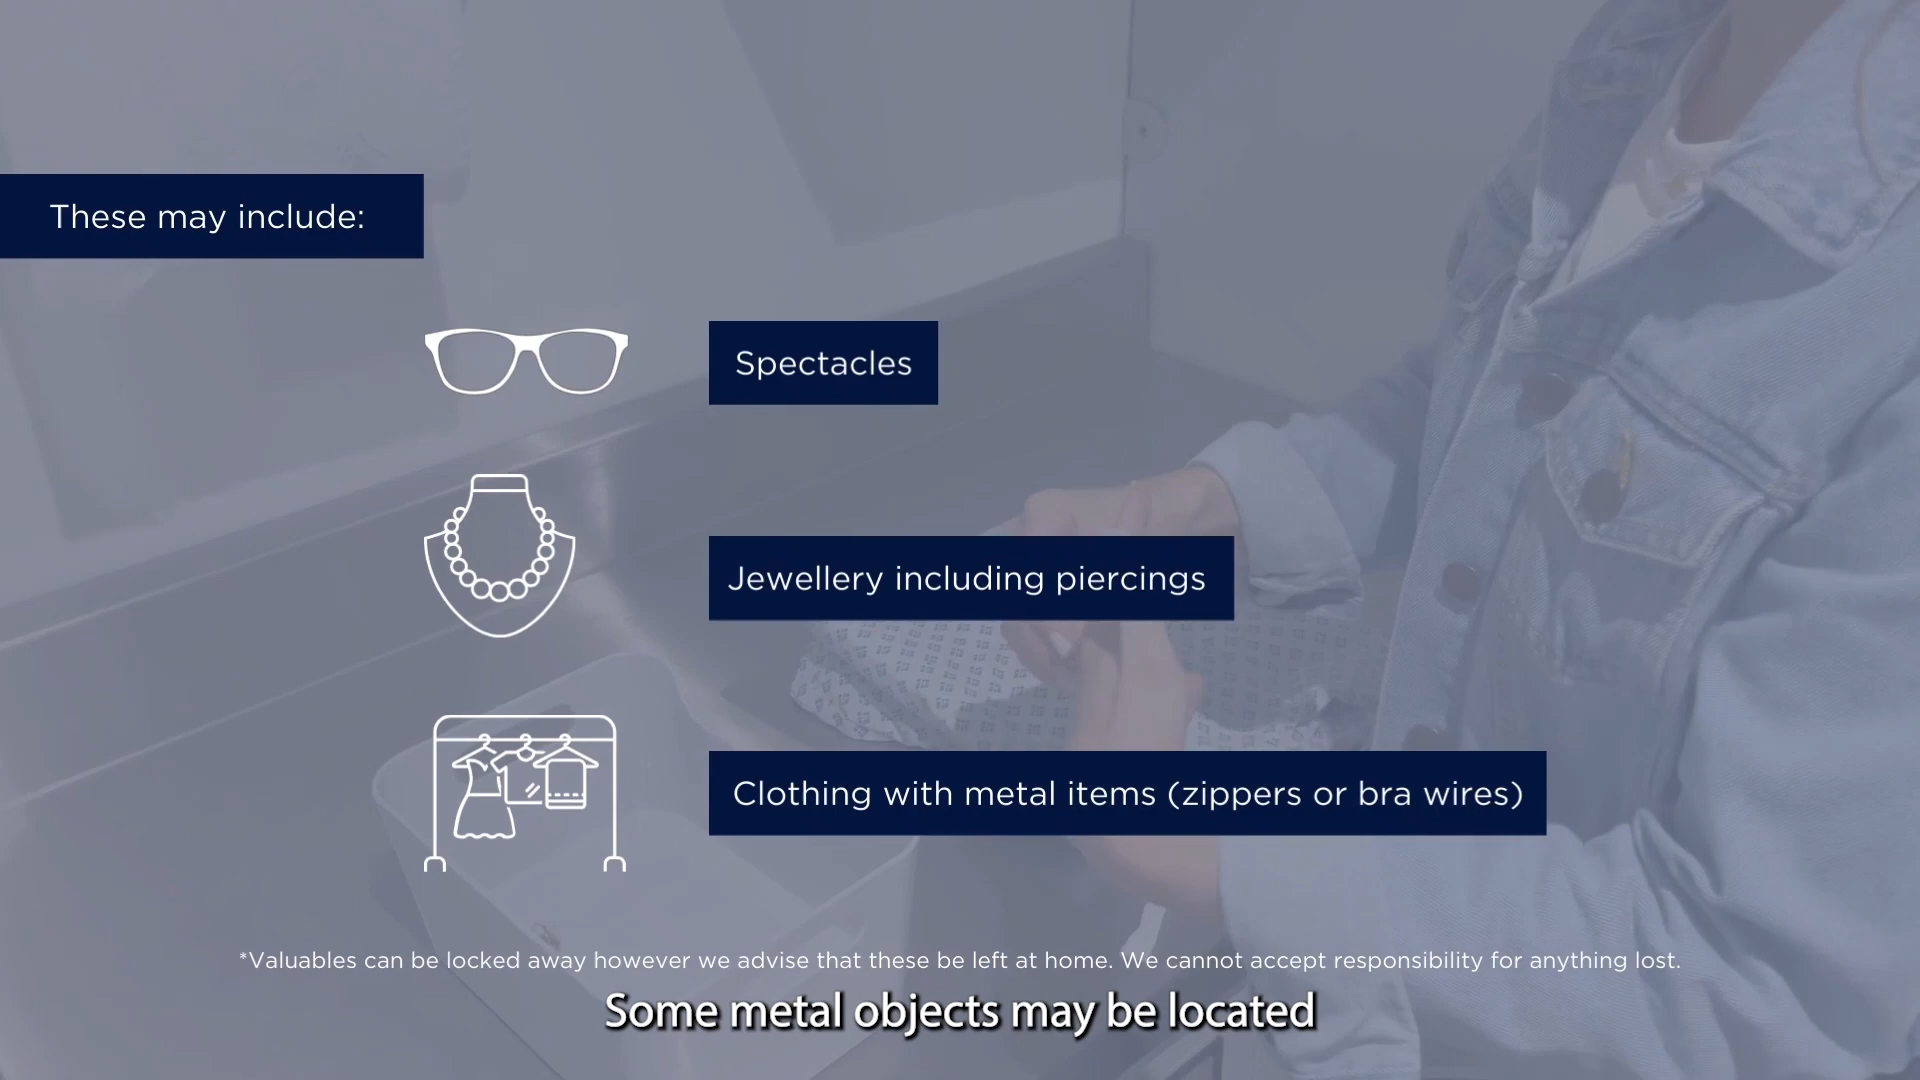 These may include:
Spectacles
Jewellery including piercings
Clothing with metal items (zippers or bra wires)
*Valuables can be locked away however we advise that these be left at home. We cannot accept responsibility for anything lost.
Some metal objects may be located